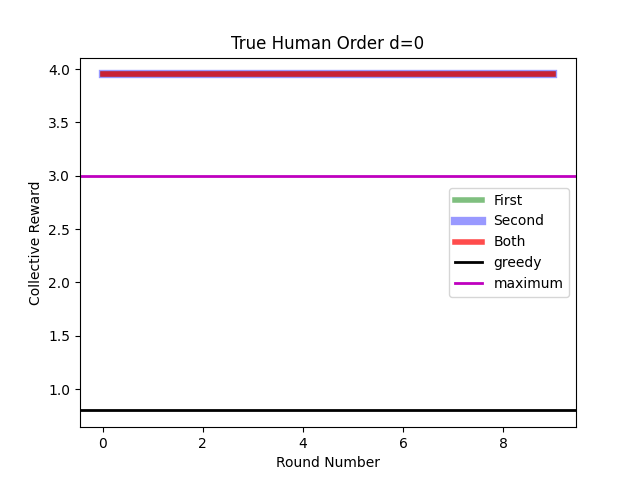 True Human Order d=0
Collective Reward
4.0
3.5
3.0
2.5
2.0
1.5
1.0
First
Second
Both
greedy
maximum
0 2 4 6 8
Round Number